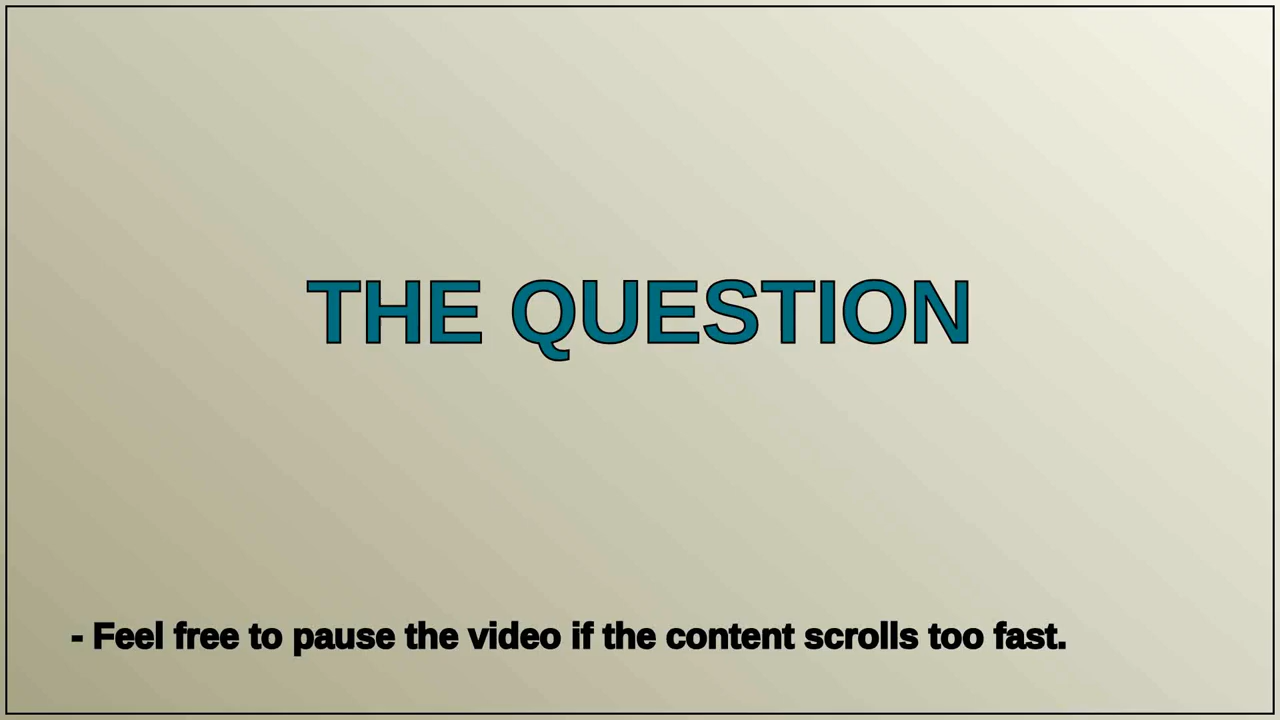 THE QUESTION
- Feel free to pause the video if the content scrolls too fast.